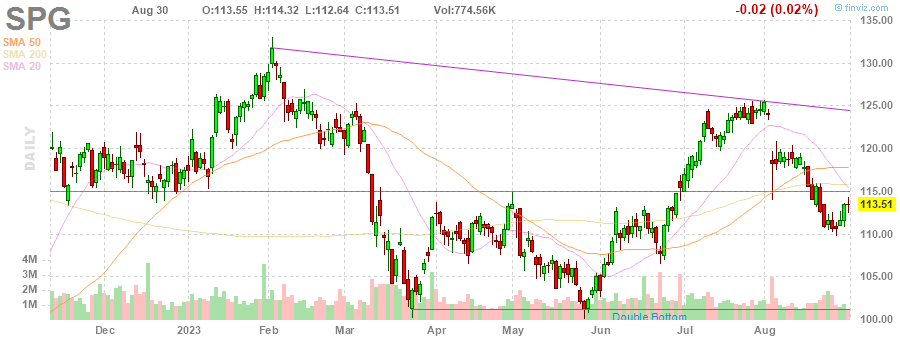 SPG
Aug 30 O:113.55 H:114.32 L:112.64 C:113.51 Vol:774.56K -0.02 (0.02%)
© finviz.com
SMA 50
SMA 200
SMA 20
DAILY
135.00
130.00
125.00
120.00
115.00
113.51
110.00
105.00
100.00
4M
3M
2M
1M
Double Bottom
Dec 2023 Feb Mar Apr May Jun Jul Aug